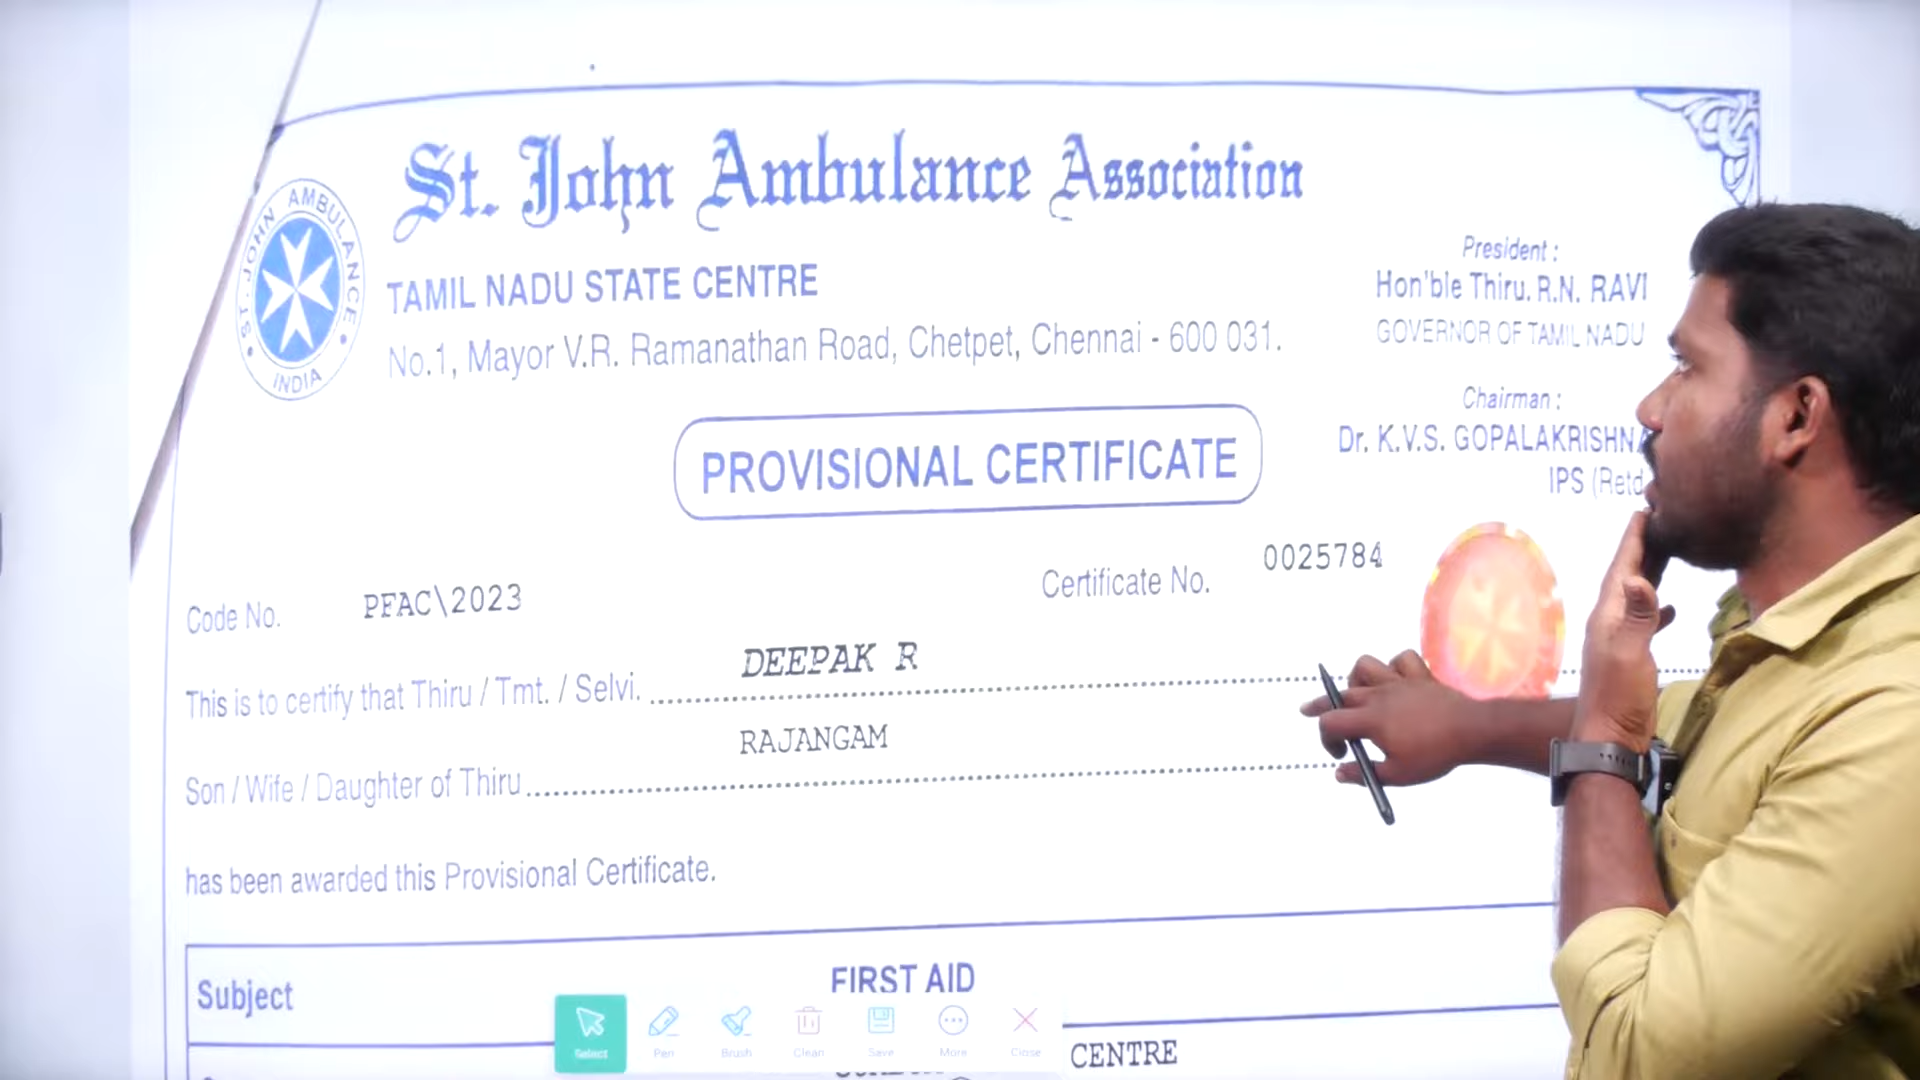 St. John Ambulance Association
ST. JOHN AMBULANCE
INDIA
TAMIL NADU STATE CENTRE
No.1, Mayor V.R. Ramanathan Road, Chetpet, Chennai - 600 031.
President :
Hon'ble Thiru. R.N. RAVI
GOVERNOR OF TAMIL NADU
Chairman :
Dr. K.V.S. GOPALAKRISHNA
IPS (Retd
PROVISIONAL CERTIFICATE
Code No. PFAC\2023
Certificate No. 0025784
This is to certify that Thiru / Tmt. / Selvi. DEEPAK R
Son / Wife / Daughter of Thiru RAJANGAM
has been awarded this Provisional Certificate.
Subject FIRST AID
CENTRE
Select Pen Brush Clean Save More Close